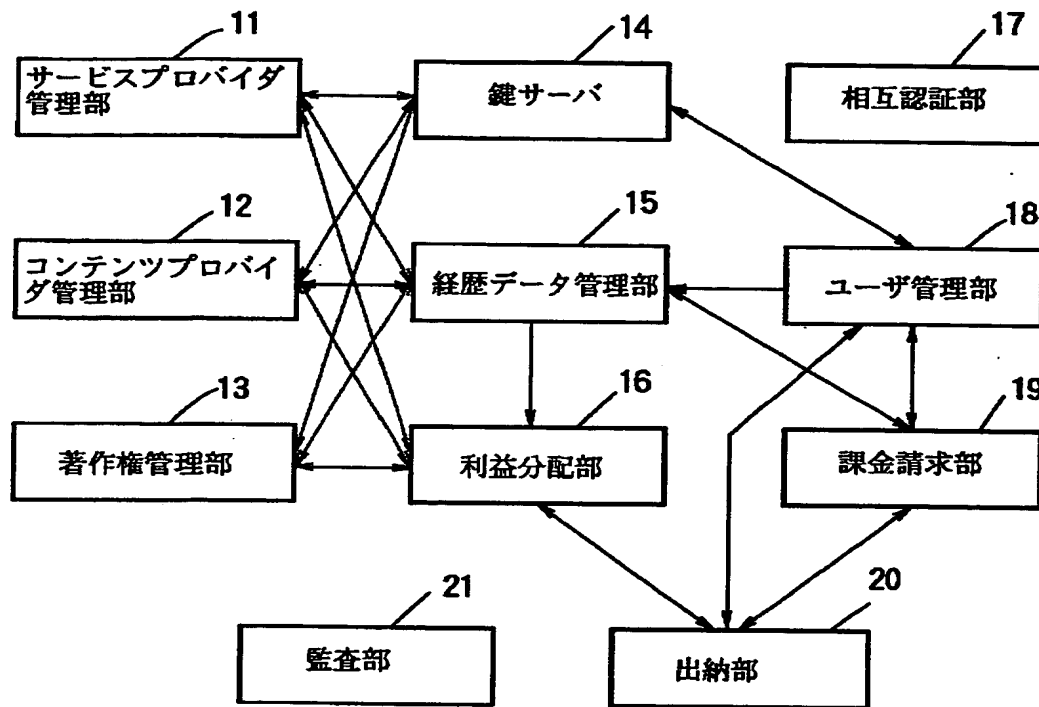 11
サービスプロバイダ
管理部
14
鍵サーバ
17
相互認証部
12
コンテンツプロバイ
ダ管理部
15
経歴データ管理部
18
ユーザ管理部
13
著作権管理部
16
利益分配部
19
課金請求部
21
監査部
20
出納部